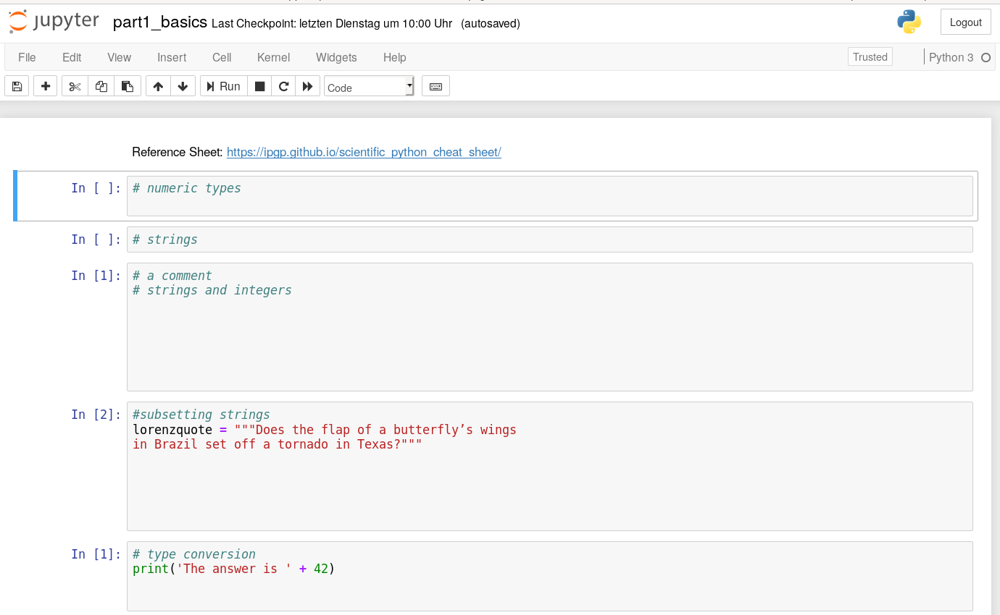 jupyter part1_basics Last Checkpoint: letzten Dienstag um 10:00 Uhr (autosaved) Logout
File Edit View Insert Cell Kernel Widgets Help Trusted Python 3
Run Code
Reference Sheet: https://ipgp.github.io/scientific_python_cheat_sheet/
In [ ]: # numeric types
In [ ]: # strings
In [1]: # a comment
# strings and integers
In [2]: #subsetting strings
lorenzquote = """Does the flap of a butterfly’s wings
in Brazil set off a tornado in Texas?"""
In [1]: # type conversion
print('The answer is ' + 42)